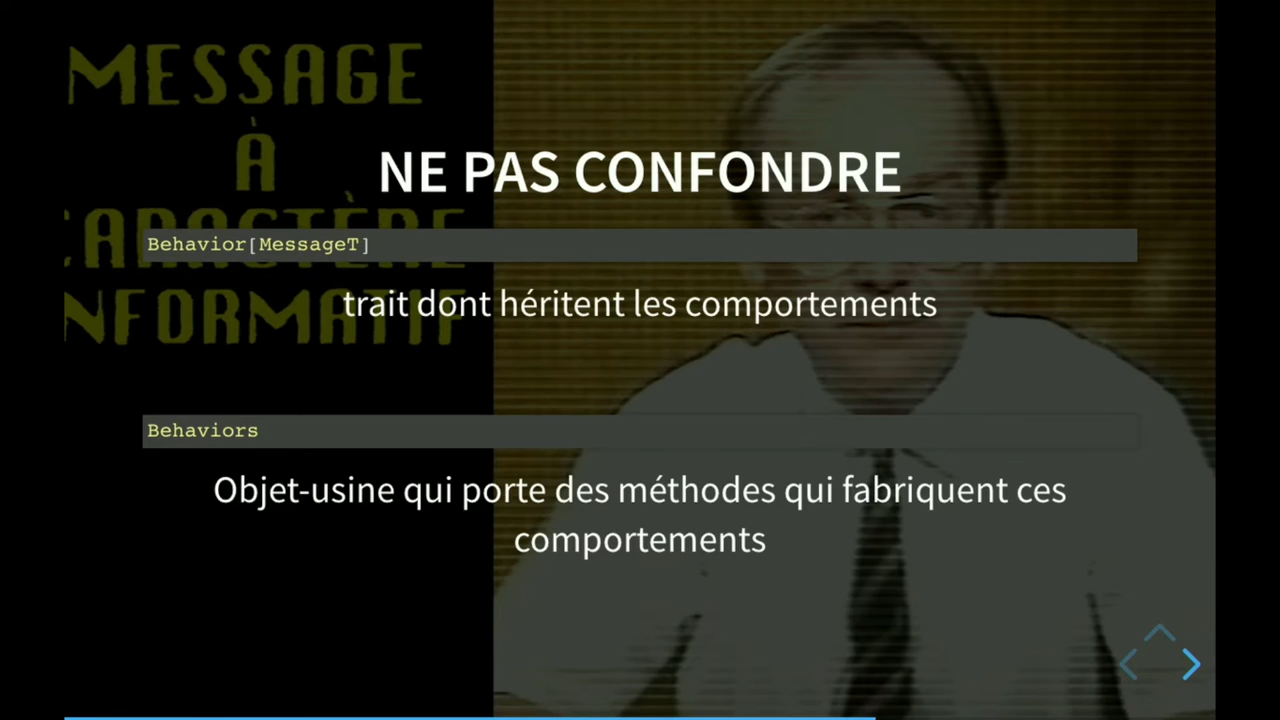 MESSAGE
À
CARACTÈRE
NFORMATIF
NE PAS CONFONDRE
Behavior[MessageT]
trait dont héritent les comportements
Behaviors
Objet-usine qui porte des méthodes qui fabriquent ces
comportements